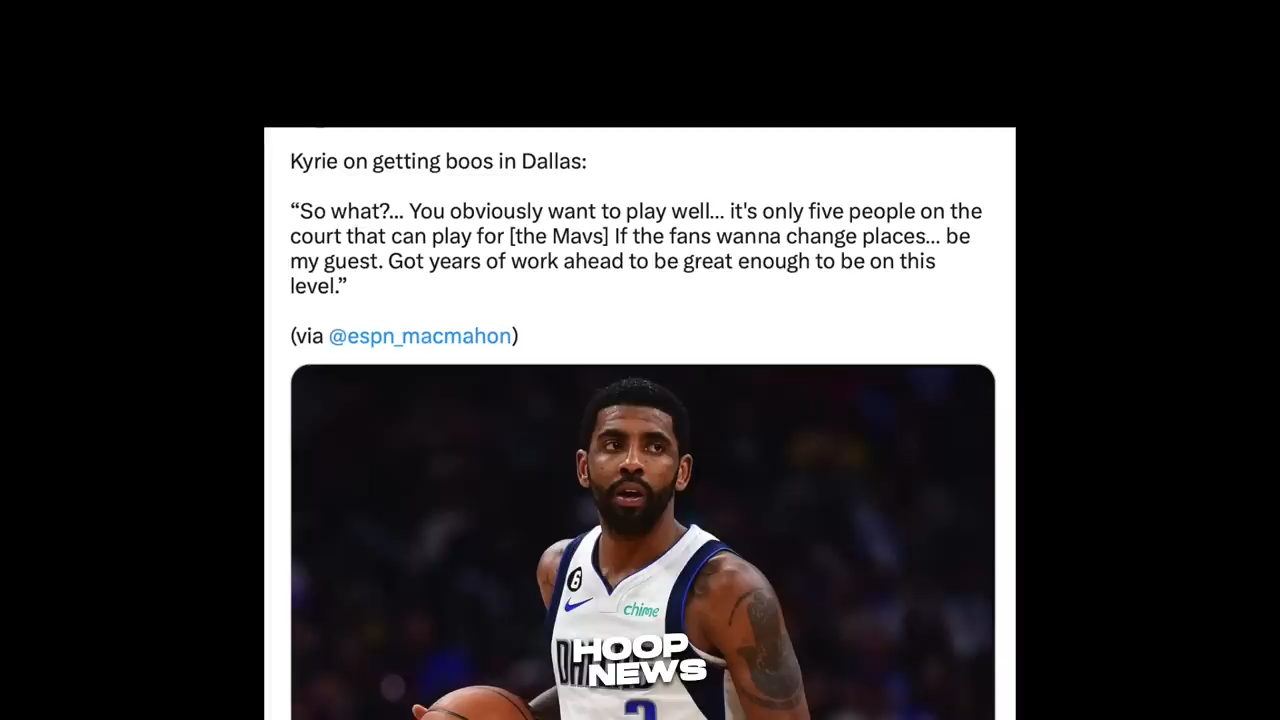 Kyrie on getting boos in Dallas:
“So what?... You obviously want to play well... it's only five people on the
court that can play for [the Mavs] If the fans wanna change places... be
my guest. Got years of work ahead to be great enough to be on this
level.”
(via @espn_macmahon)
6
chime
HOOP
NEWS
2